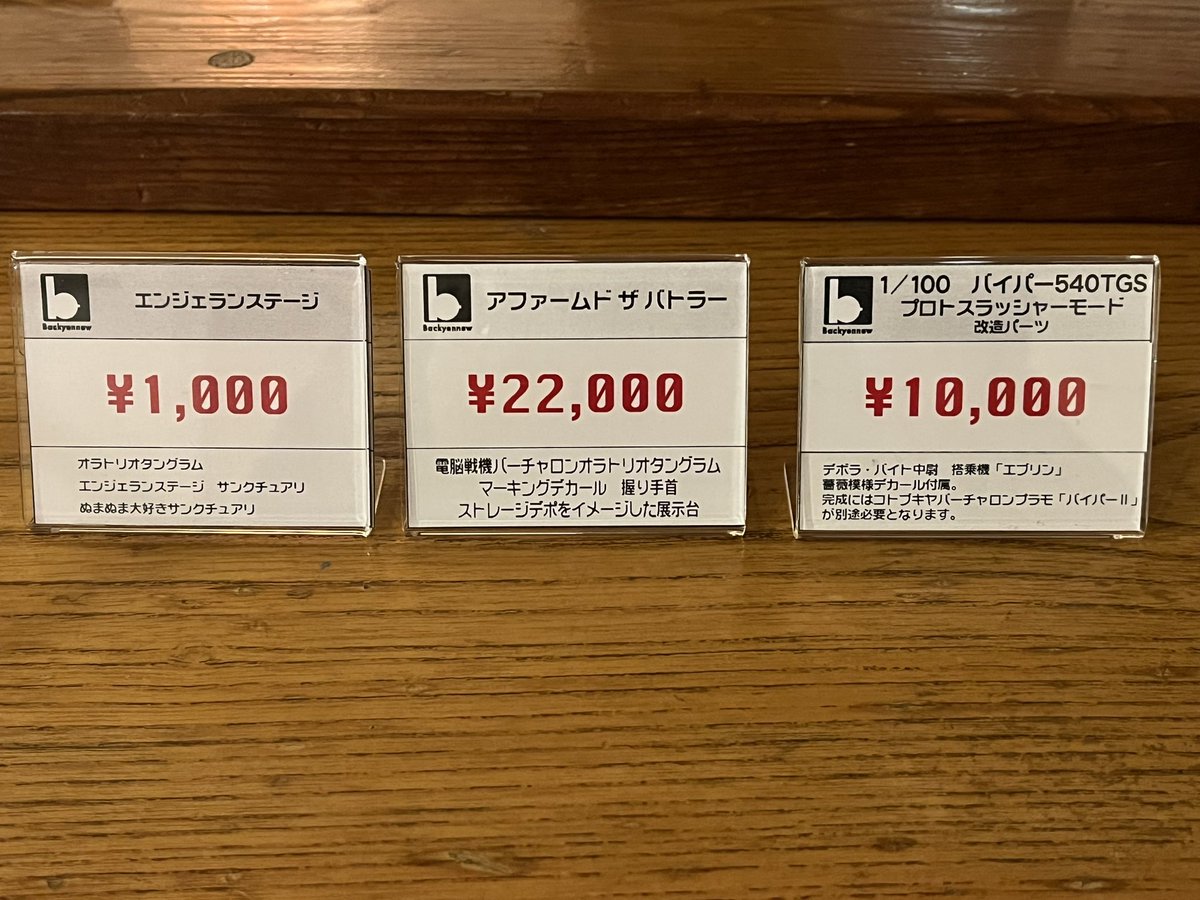 Backyannew
エンジェランステージ
¥1,000
オラトリオタングラム
エンジェランステージ サンクチュアリ
ぬまぬま大好きサンクチュアリ
Backyannew
アファームド ザ バトラー
¥22,000
電脳戦機バーチャロンオラトリオタングラム
マーキングデカール 握り手首
ストレージデポをイメージした展示台
Backyannew
1/100 バイパー540TGS
プロトスラッシャーモード
改造パーツ
¥10,000
デボラ・バイト中尉 搭乗機「エブリン」
薔薇模様デカール付属。
完成にはコトブキヤバーチャロンプラモ「バイパーⅡ」
が別途必要となります。